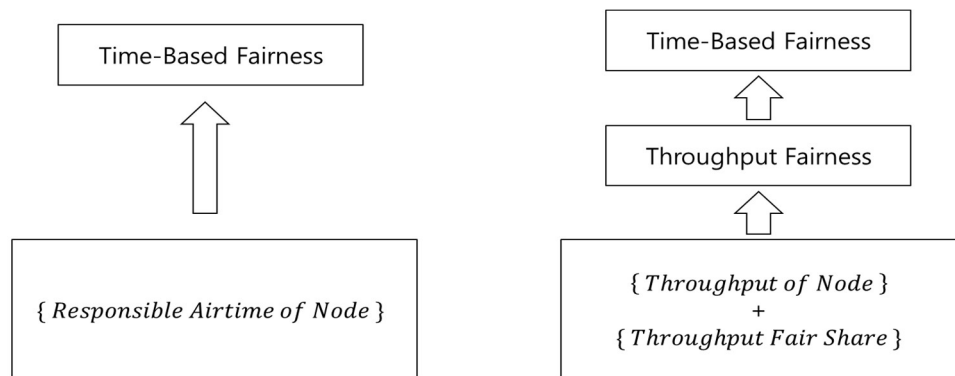 Time-Based Fairness
{ Responsible Airtime of Node }
Time-Based Fairness
Throughput Fairness
{ Throughput of Node }
+
{ Throughput Fair Share }